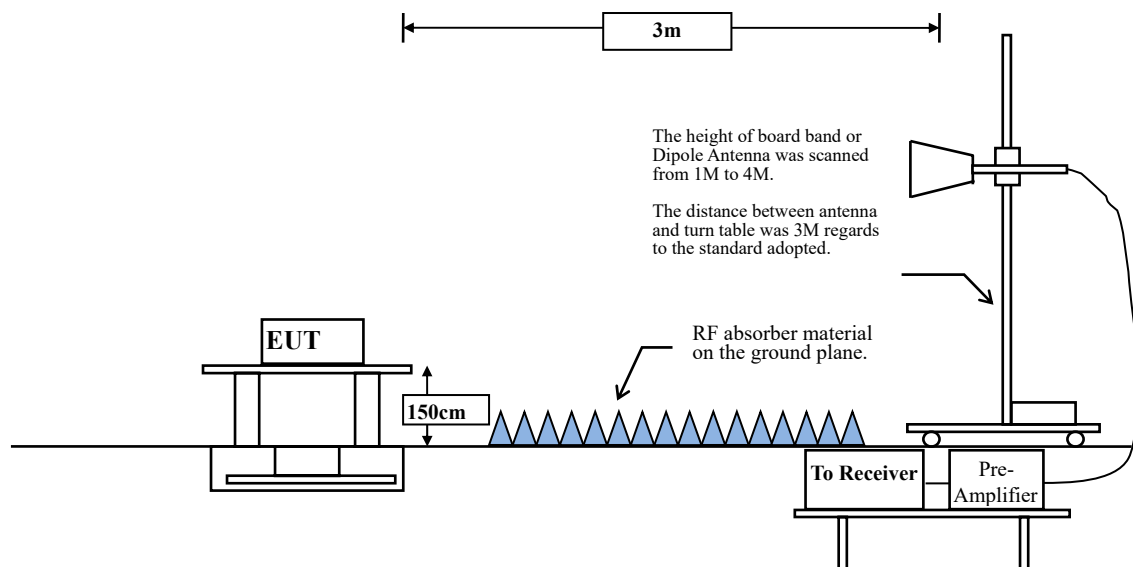 3m
The height of board band or
Dipole Antenna was scanned
from 1M to 4M.
The distance between antenna
and turn table was 3M regards
to the standard adopted.
EUT
RF absorber material
on the ground plane.
150cm
To Receiver
Pre-
Amplifier